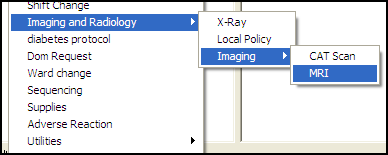 Shift Change
Imaging and Radiology
diabetes protocol
Dom Request
Ward change
Sequencing
Supplies
Adverse Reaction
Utilities
X-Ray
Local Policy
Imaging
CAT Scan
MRI